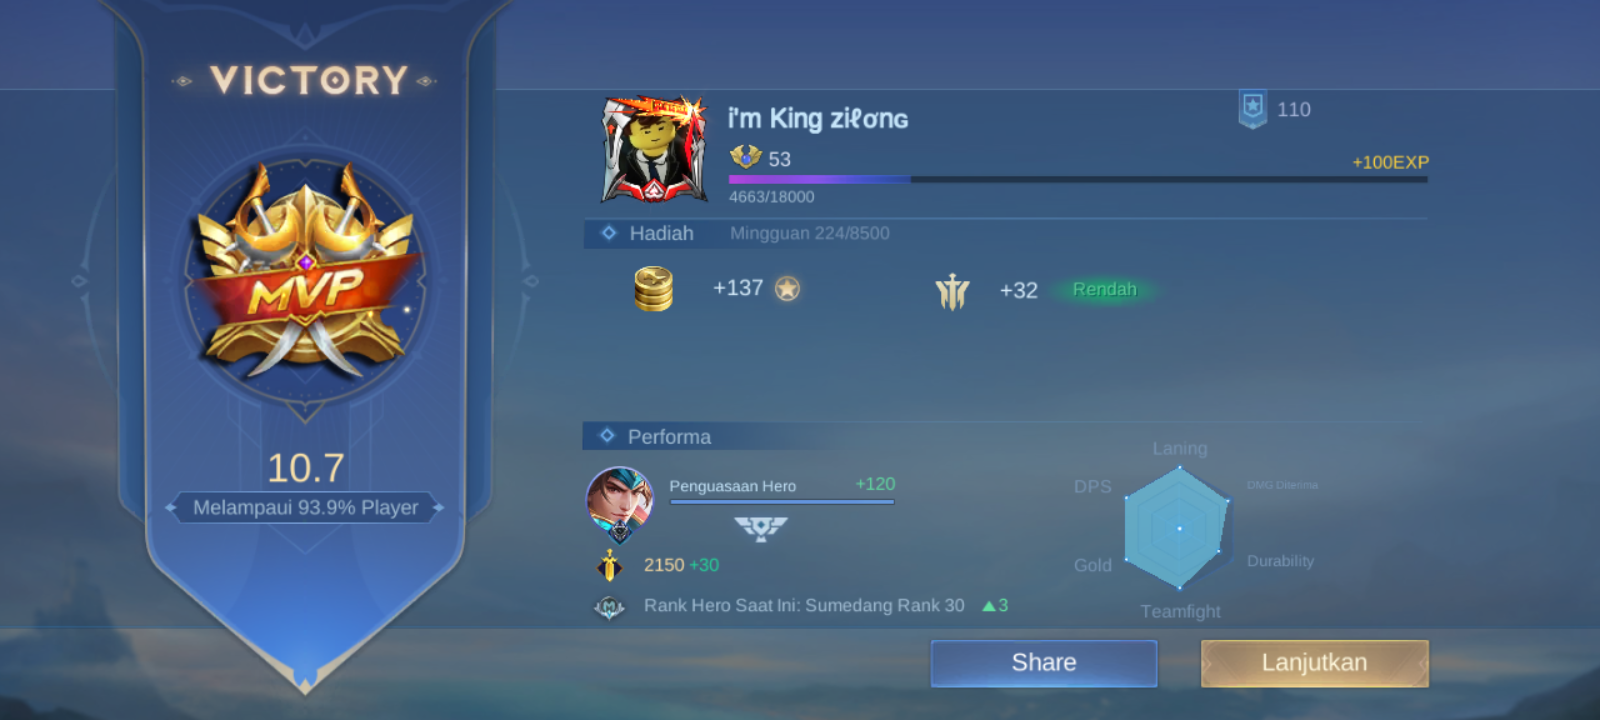 VICTORY
MVP
10.7
Melampaui 93.9% Player
i'm King ziℓσng
110
53
+100EXP
4663/18000
Hadiah
Mingguan 224/8500
+137
+32
Rendah
Performa
Penguasaan Hero
+120
2150 +30
Rank Hero Saat Ini: Sumedang Rank 30
3
Laning
DPS
DMG Diterima
Gold
Durability
Teamfight
Share
Lanjutkan